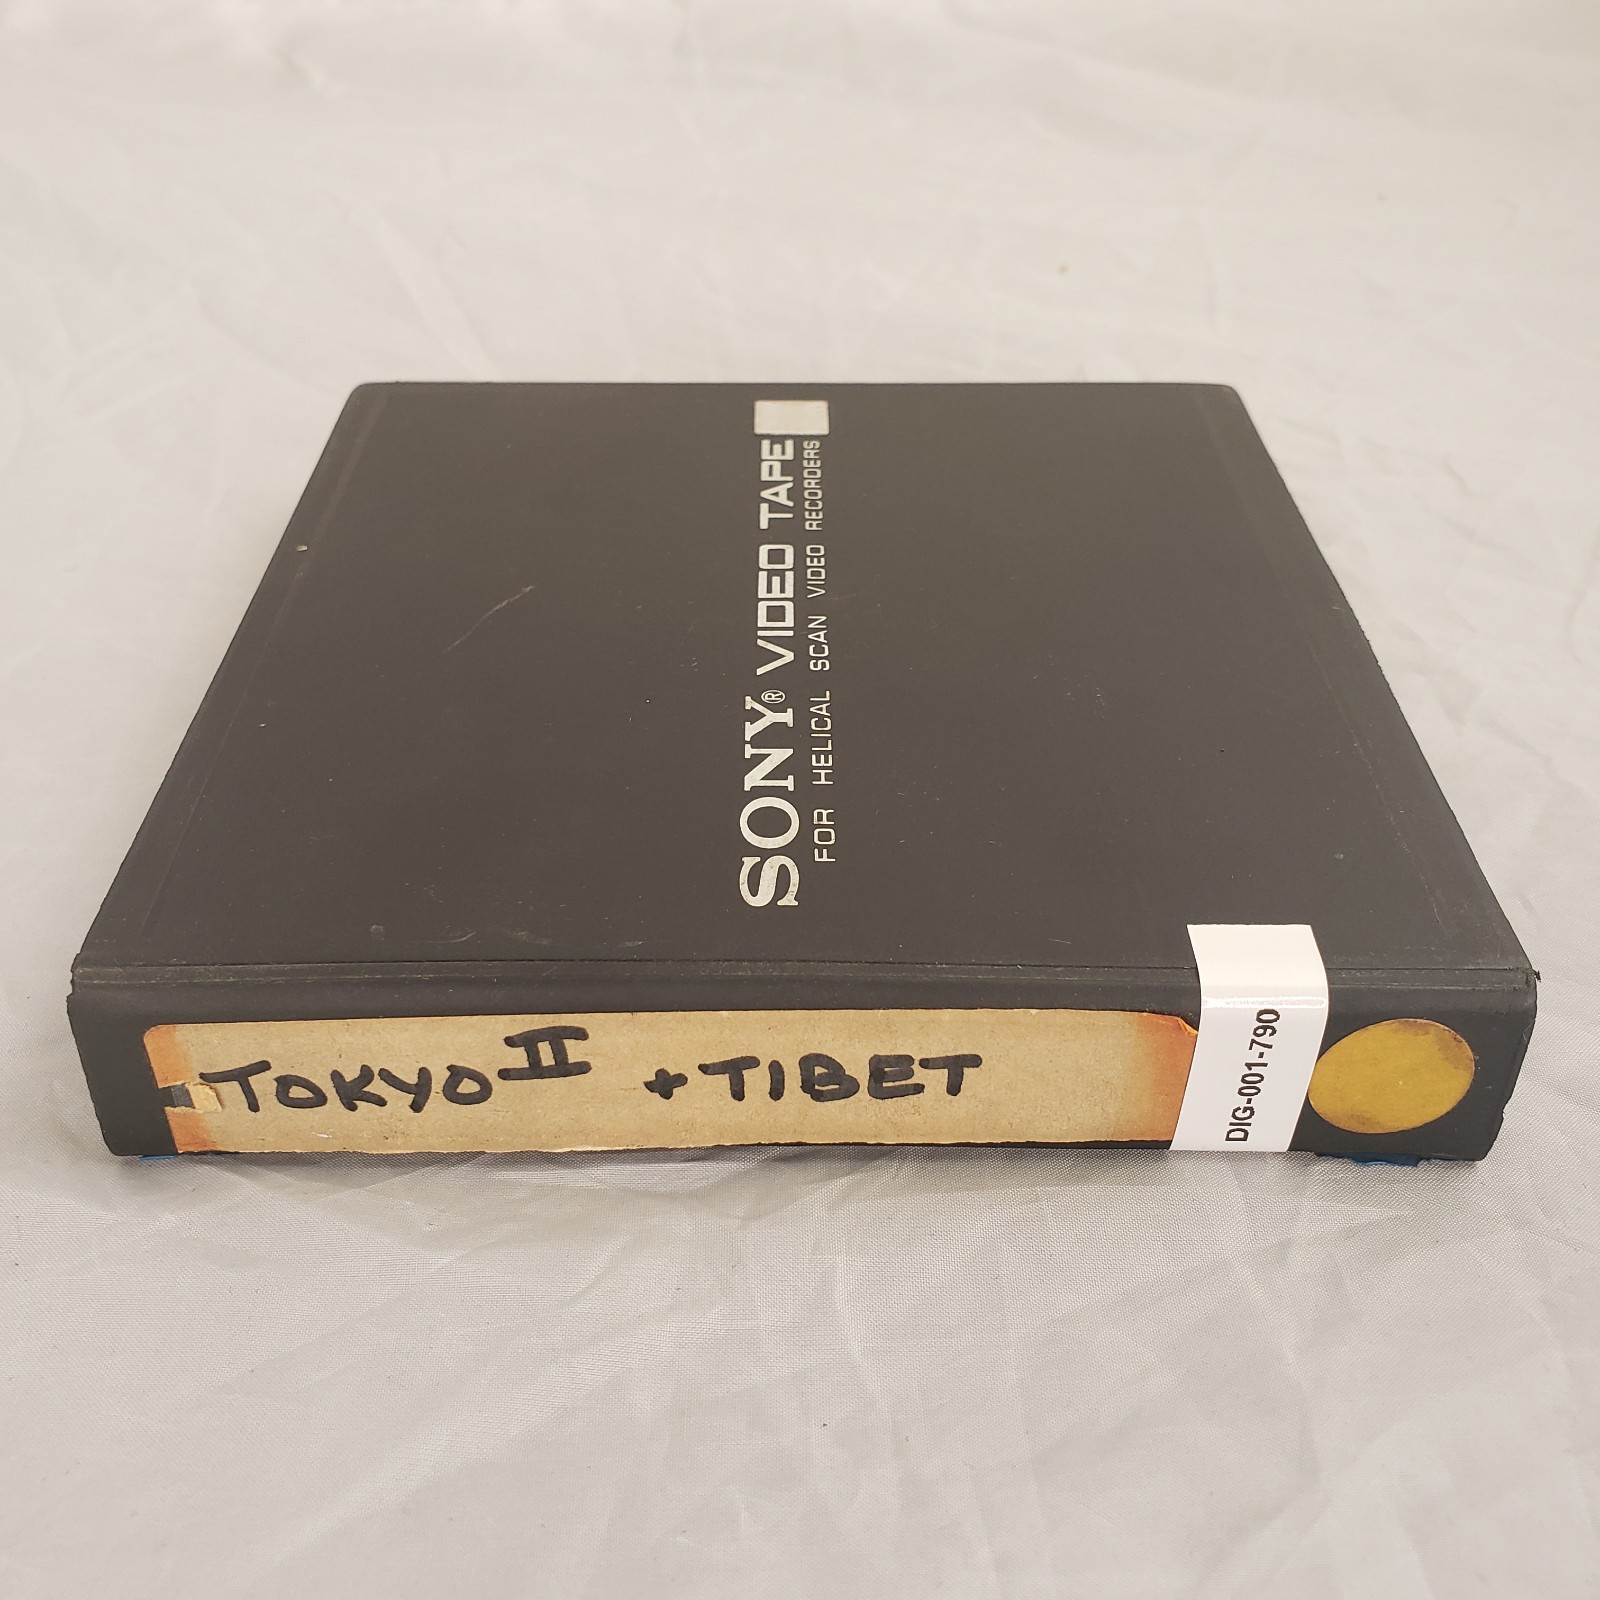 SONY® VIDEO TAPE
FOR HELICAL SCAN VIDEO RECORDERS
TOKYO II + TIBET
DIG-001-790